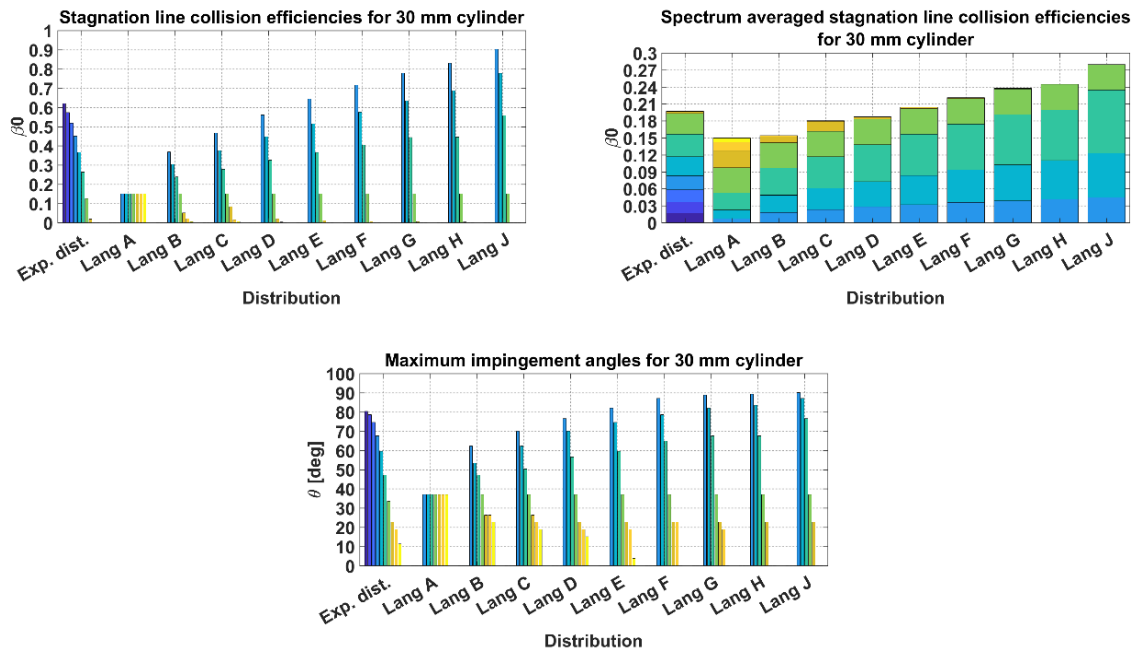 Stagnation line collision efficiencies for 30 mm cylinder
1
0.9
0.8
0.7
0.6
0.5
0.4
0.3
0.2
0.1
0
β0
Exp. dist.
Lang A
Lang B
Lang C
Lang D
Lang E
Lang F
Lang G
Lang H
Lang J
Distribution
Spectrum averaged stagnation line collision efficiencies
for 30 mm cylinder
0.3
0.27
0.24
0.21
0.18
0.15
0.12
0.09
0.06
0.03
0
β0
Exp. dist.
Lang A
Lang B
Lang C
Lang D
Lang E
Lang F
Lang G
Lang H
Lang J
Distribution
Maximum impingement angles for 30 mm cylinder
100
90
80
70
60
50
40
30
20
10
0
θ [deg]
Exp. dist.
Lang A
Lang B
Lang C
Lang D
Lang E
Lang F
Lang G
Lang H
Lang J
Distribution